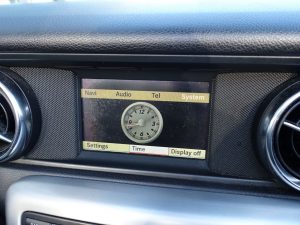 Navi Audio Tel System
Settings Time Display off